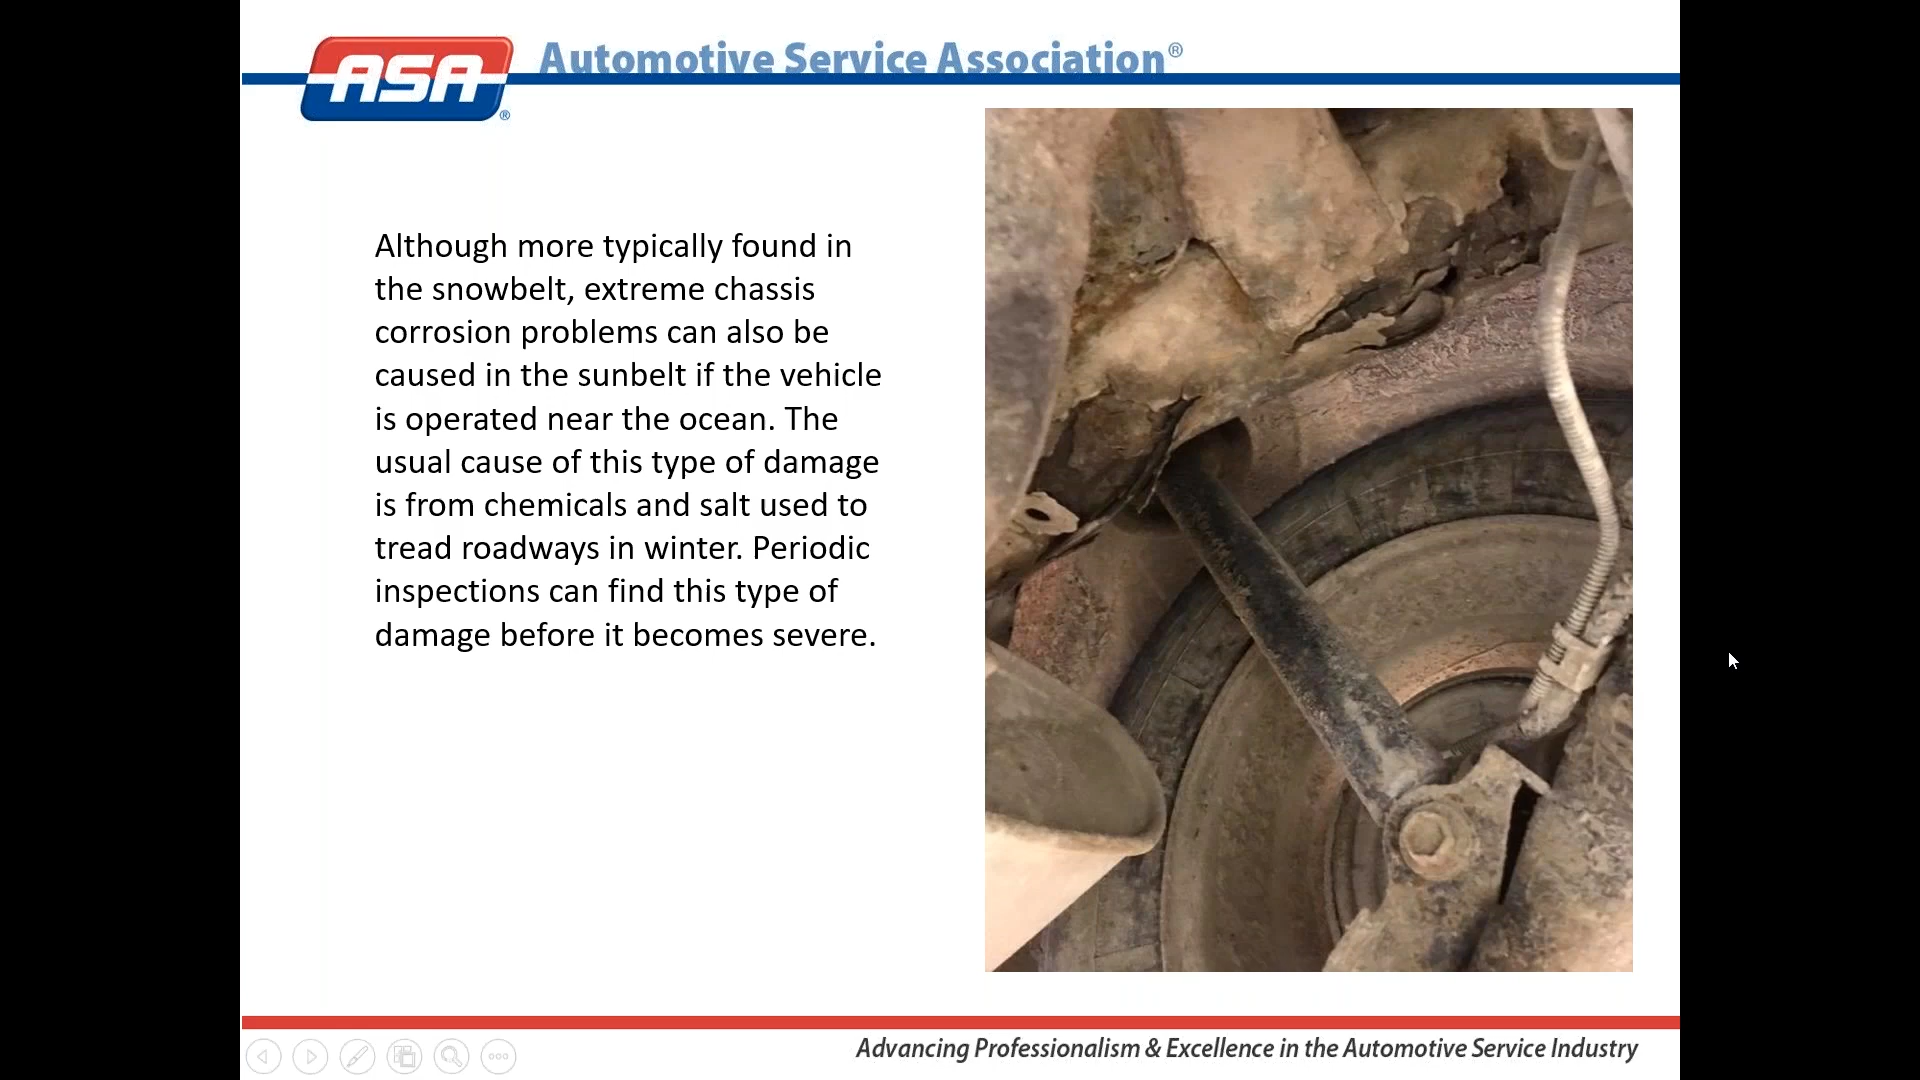 ASA®
Automotive Service Association®
Although more typically found in
the snowbelt, extreme chassis
corrosion problems can also be
caused in the sunbelt if the vehicle
is operated near the ocean. The
usual cause of this type of damage
is from chemicals and salt used to
tread roadways in winter. Periodic
inspections can find this type of
damage before it becomes severe.
Advancing Professionalism & Excellence in the Automotive Service Industry